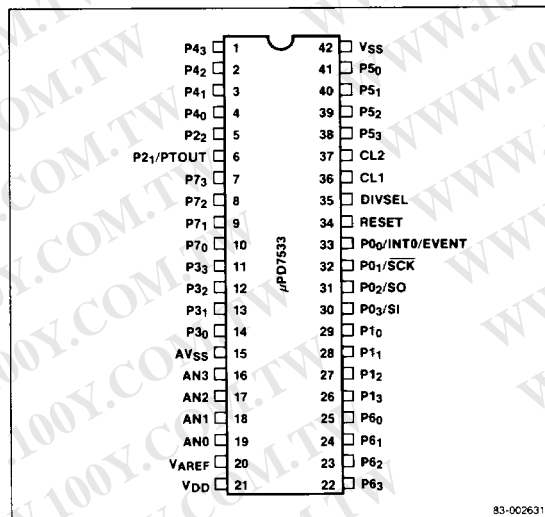 P4₃ 1 42 VSS
P4₂ 2 41 P5₀
P4₁ 3 40 P5₁
P4₀ 4 39 P5₂
P2₂ 5 38 P5₃
P2₁/PTOUT 6 37 CL2
P7₃ 7 36 CL1
P7₂ 8 35 DIVSEL
P7₁ 9 34 RESET
P7₀ 10 33 P0₀/INT0/EVENT
P3₃ 11 32 P0₁/S̅C̅K̅
P3₂ 12 31 P0₂/SO
P3₁ 13 30 P0₃/SI
P3₀ 14 29 P1₀
AVSS 15 28 P1₁
AN3 16 27 P1₂
AN2 17 26 P1₃
AN1 18 25 P6₀
AN0 19 24 P6₁
VAREF 20 23 P6₂
VDD 21 22 P6₃
μPD7533
83-002631
WWW.100Y.COM.TW